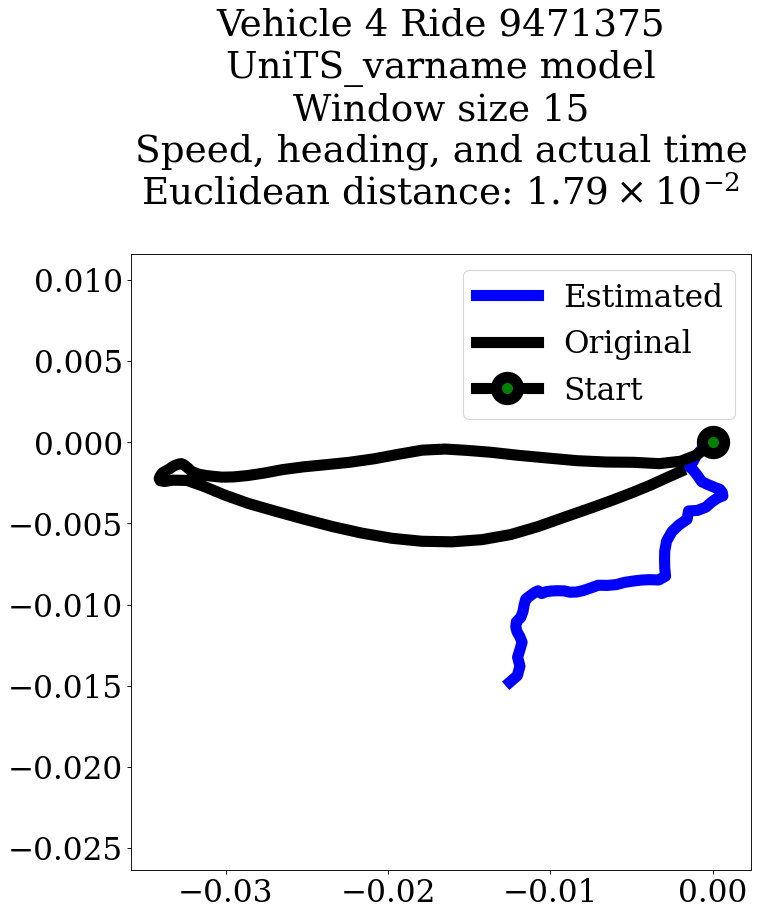 Vehicle 4 Ride 9471375
UniTS_varname model
Window size 15
Speed, heading, and actual time
Euclidean distance: 1.79 × 10⁻²
Estimated
Original
Start
0.010
0.005
0.000
−0.005
−0.010
−0.015
−0.020
−0.025
−0.03
−0.02
−0.01
0.00